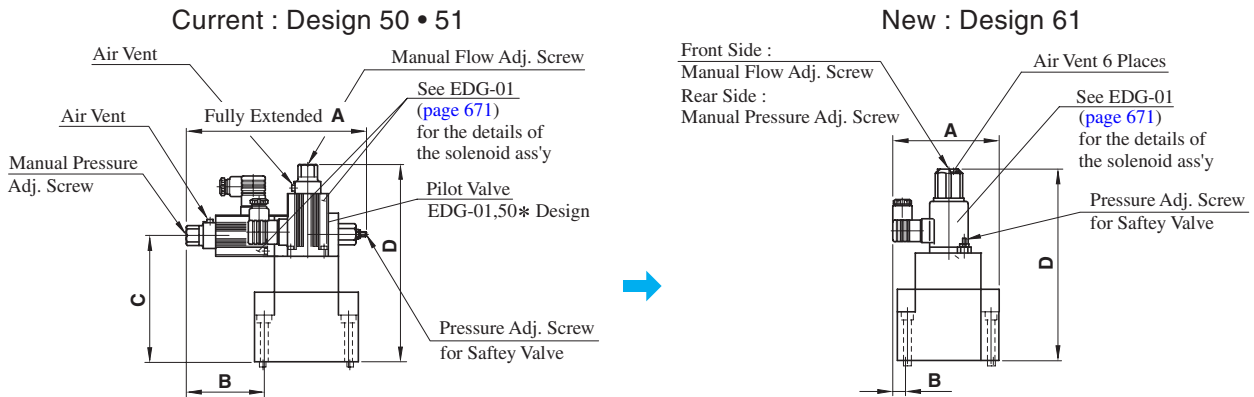 Current : Design 50 • 51
Air Vent
Manual Flow Adj. Screw
See EDG-01
(page 671)
for the details of
the solenoid ass'y
Fully Extended A
Air Vent
Manual Pressure
Adj. Screw
Pilot Valve
EDG-01,50* Design
D
C
B
Pressure Adj. Screw
for Saftey Valve
New : Design 61
Front Side :
Manual Flow Adj. Screw
Rear Side :
Manual Pressure Adj. Screw
Air Vent 6 Places
See EDG-01
(page 671)
for the details of
the solenoid ass'y
A
Pressure Adj. Screw
for Saftey Valve
D
B